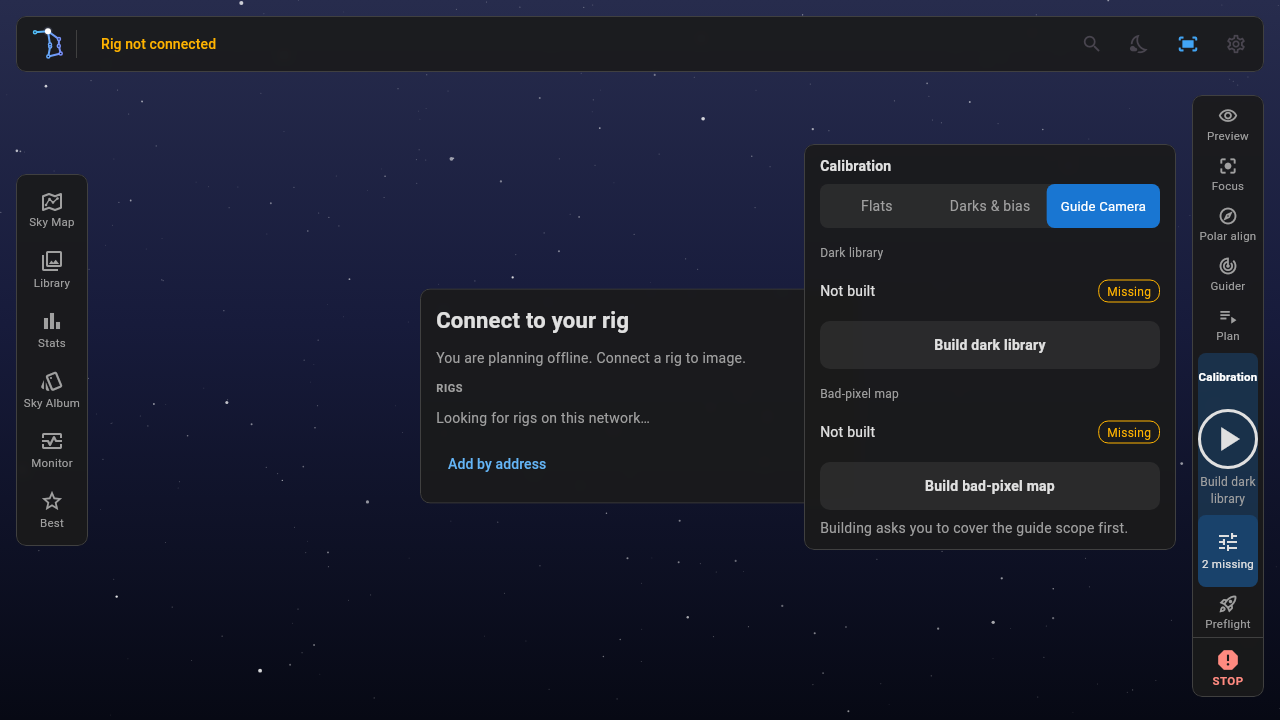 Rig not connected
Sky Map
Library
Stats
Sky Album
Monitor
Best
Connect to your rig
You are planning offline. Connect a rig to image.
RIGS
Looking for rigs on this network…
Add by address
Calibration
Flats
Darks & bias
Guide Camera
Dark library
Not built
Missing
Build dark library
Bad-pixel map
Not built
Missing
Build bad-pixel map
Building asks you to cover the guide scope first.
Preview
Focus
Polar align
Guider
Plan
Calibration
Build dark
library
2 missing
Preflight
STOP